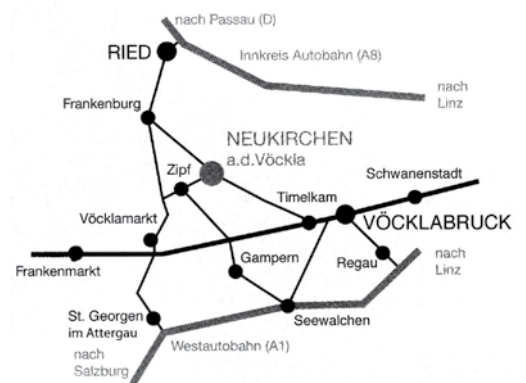 nach Passau (D)
RIED
Innkreis Autobahn (A8)
nach
Linz
Frankenburg
NEUKIRCHEN
a.d.Vöckla
Zipf
Schwanenstadt
Timelkam
Vöcklamarkt
VÖCKLABRUCK
Frankenmarkt
Gampern
Regau
nach
Linz
St. Georgen
im Attergau
Seewalchen
Westautobahn (A1)
nach
Salzburg